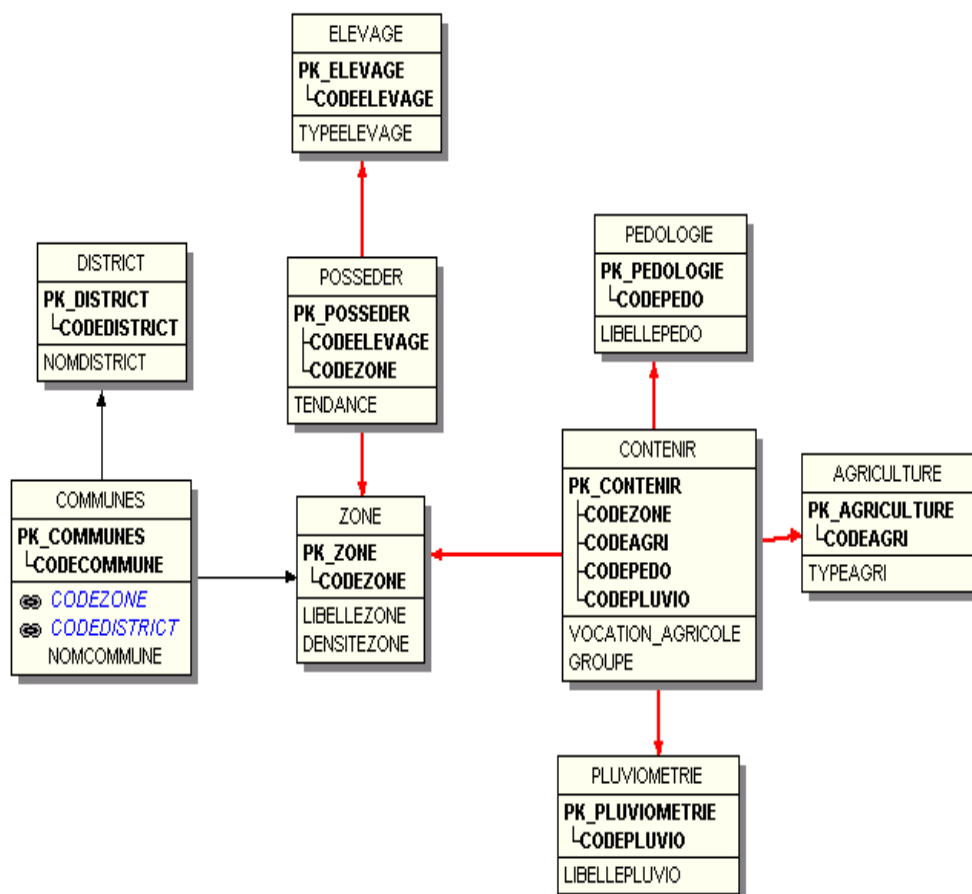 ELEVAGE
PK_ELEVAGE
CODEELEVAGE
TYPEELEVAGE
DISTRICT
PK_DISTRICT
CODEDISTRICT
NOMDISTRICT
POSSEDER
PK_POSSEDER
CODEELEVAGE
CODEZONE
TENDANCE
PEDOLOGIE
PK_PEDOLOGIE
CODEPEDO
LIBELLEPEDO
COMMUNES
PK_COMMUNES
CODECOMMUNE
CODEZONE
CODEDISTRICT
NOMCOMMUNE
ZONE
PK_ZONE
CODEZONE
LIBELLEZONE
DENSITEZONE
CONTENIR
PK_CONTENIR
CODEZONE
CODEAGRI
CODEPEDO
CODEPLUVIO
VOCATION_AGRICOLE
GROUPE
AGRICULTURE
PK_AGRICULTURE
CODEAGRI
TYPEAGRI
PLUVIOMETRIE
PK_PLUVIOMETRIE
CODEPLUVIO
LIBELLEPLUVIO